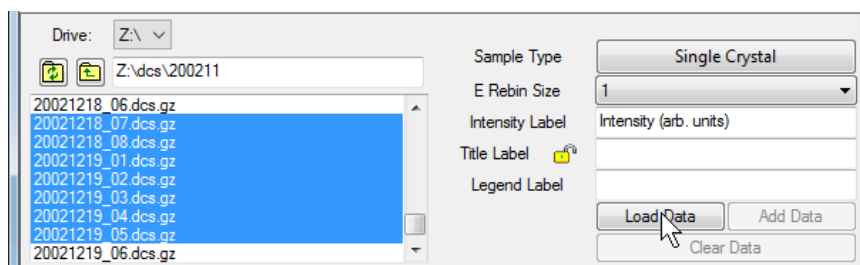 Drive: Z:\
Z:\dcs\200211
20021218_06.dcs.gz
20021218_07.dcs.gz
20021218_08.dcs.gz
20021219_01.dcs.gz
20021219_02.dcs.gz
20021219_03.dcs.gz
20021219_04.dcs.gz
20021219_05.dcs.gz
20021219_06.dcs.gz
Sample Type Single Crystal
E Rebin Size 1
Intensity Label Intensity (arb. units)
Title Label
Legend Label
Load Data Add Data
Clear Data